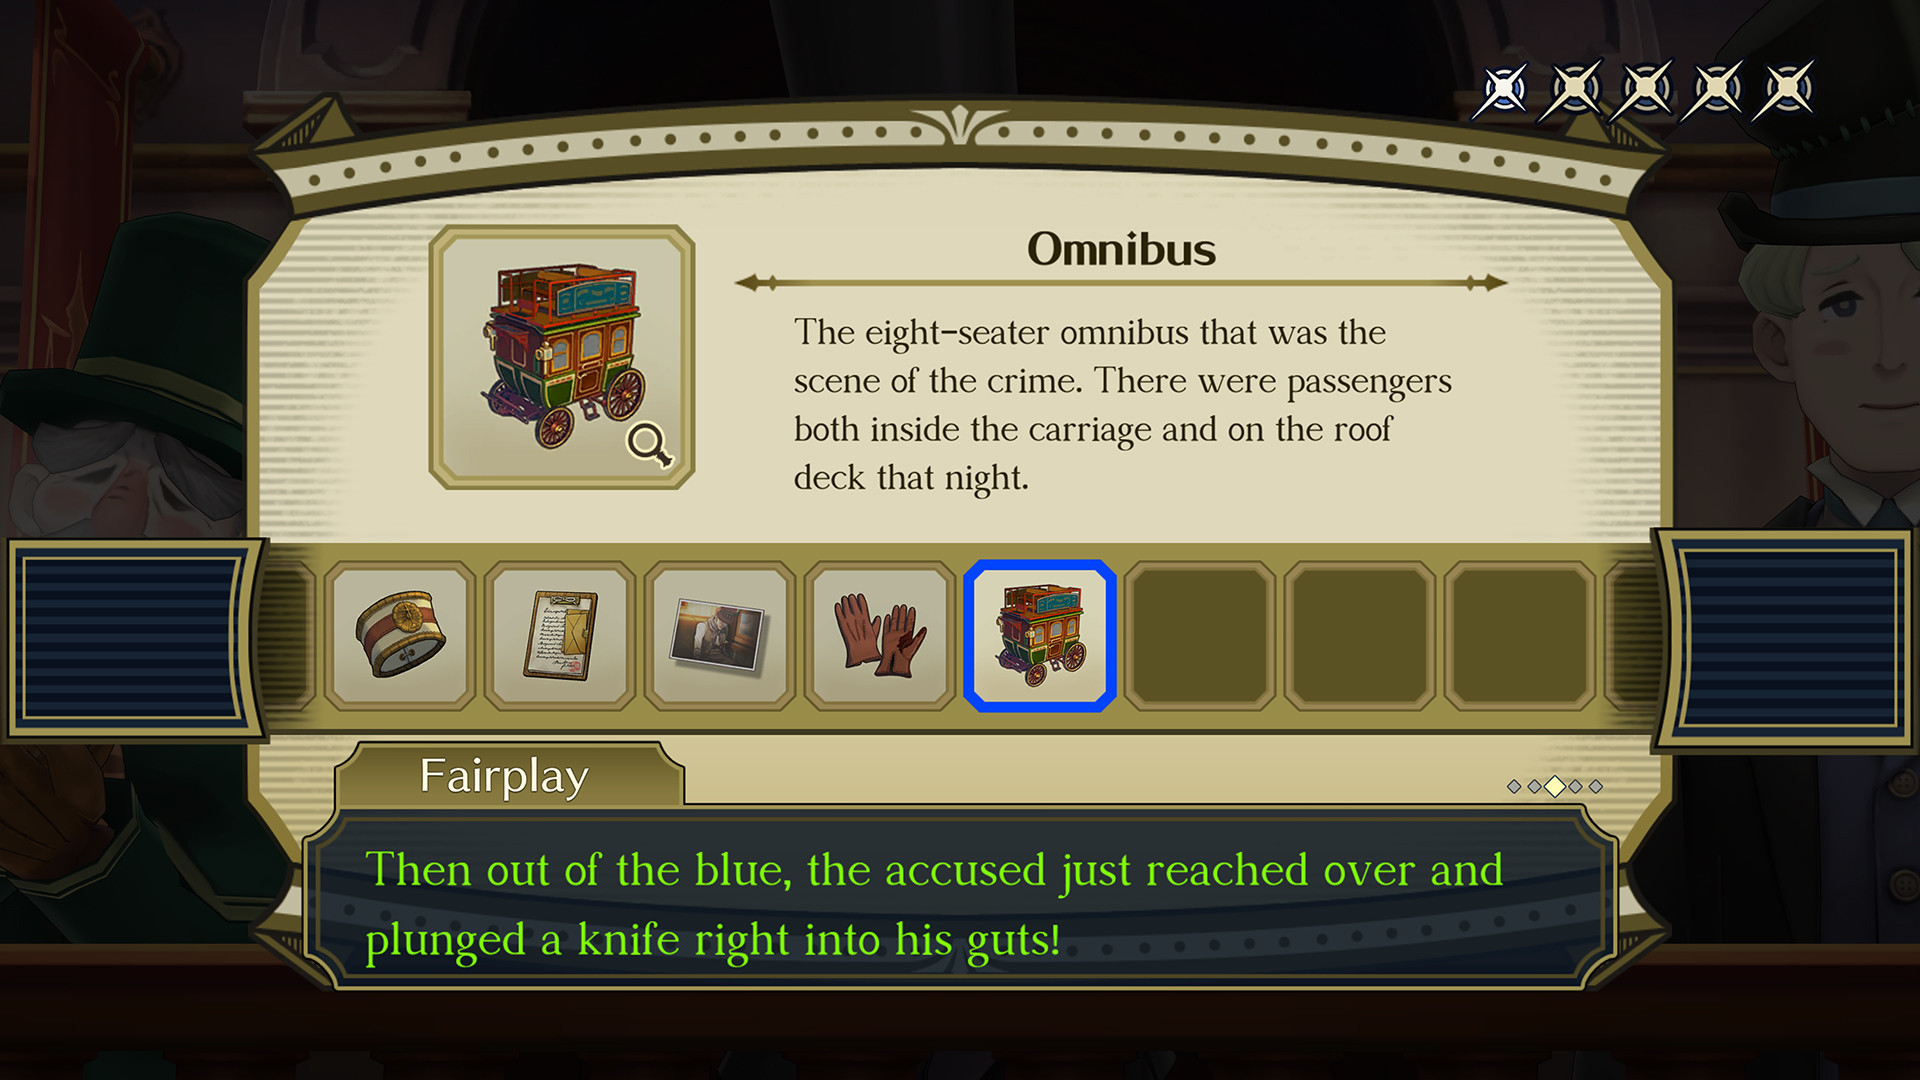 Omnibus
The eight-seater omnibus that was the
scene of the crime. There were passengers
both inside the carriage and on the roof
deck that night.
Fairplay
Then out of the blue, the accused just reached over and
plunged a knife right into his guts!